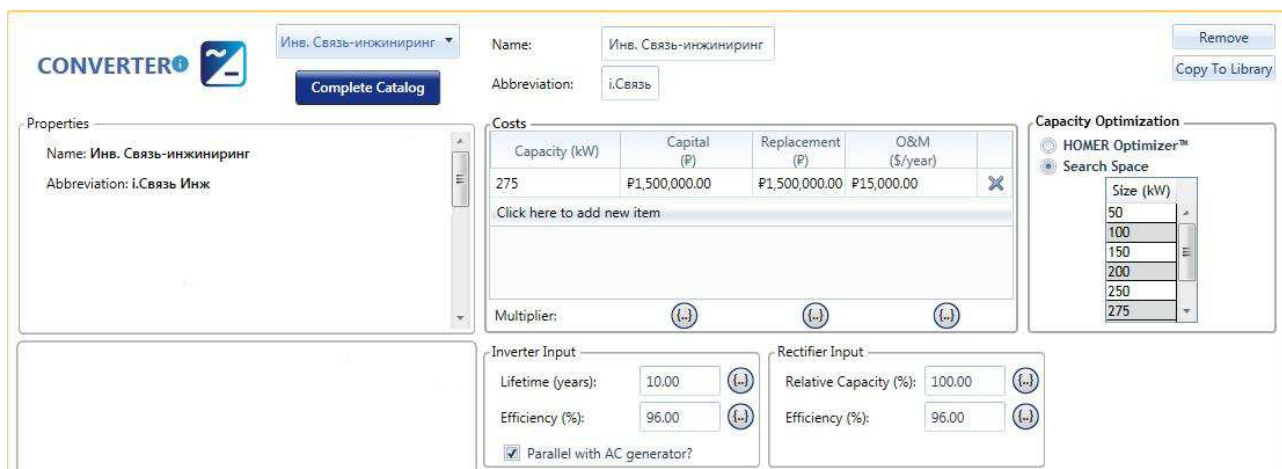 CONVERTER
Инв. Связь-инжиниринг
Complete Catalog
Name: Инв. Связь-инжиниринг
Abbreviation: i.Связь
Remove
Copy To Library
Properties
Name: Инв. Связь-инжиниринг
Abbreviation: i.Связь Инж
Costs
Capacity (kW) Capital (₽) Replacement (₽) O&M ($/year)
275 ₽1,500,000.00 ₽1,500,000.00 ₽15,000.00
Click here to add new item
Multiplier: {..} {..} {..}
Capacity Optimization
HOMER Optimizer™
Search Space
Size (kW)
50
100
150
200
250
275
Inverter Input
Lifetime (years): 10.00 {..}
Efficiency (%): 96.00 {..}
Parallel with AC generator?
Rectifier Input
Relative Capacity (%): 100.00 {..}
Efficiency (%): 96.00 {..}